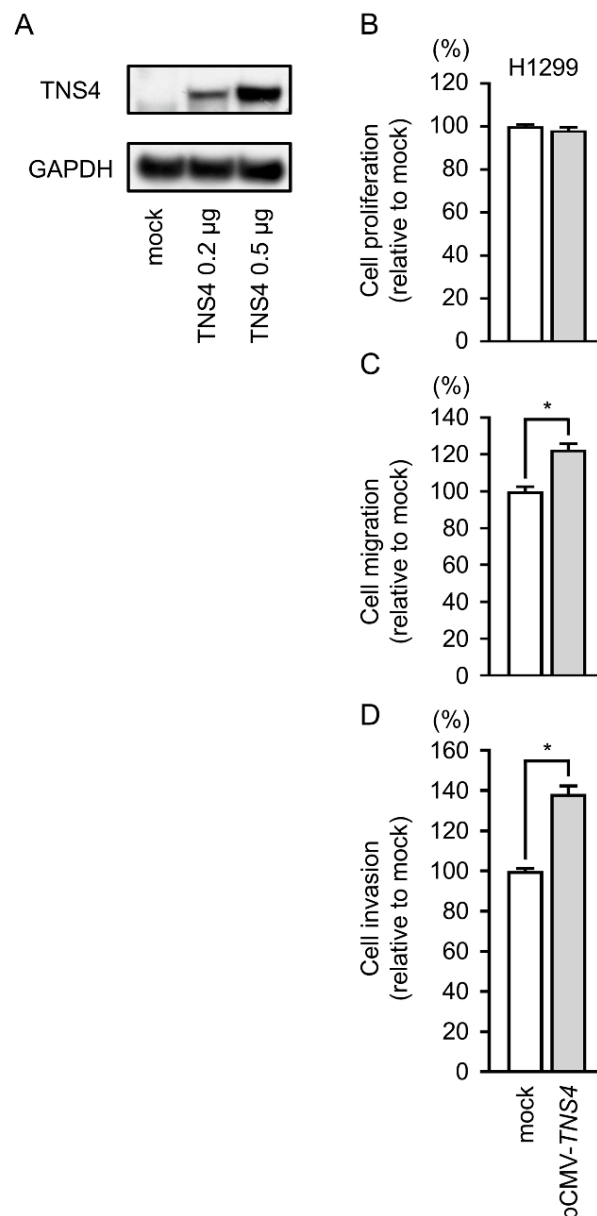 A
TNS4
GAPDH
mock
TNS4 0.2 µg
TNS4 0.5 µg
B
(%)
H1299
120
100
80
60
40
20
0
Cell proliferation
(relative to mock)
C
(%)
*
140
120
100
80
60
40
20
0
Cell migration
(relative to mock)
D
(%)
*
160
140
120
100
80
60
40
20
0
Cell invasion
(relative to mock)
mock
pCMV-TNS4